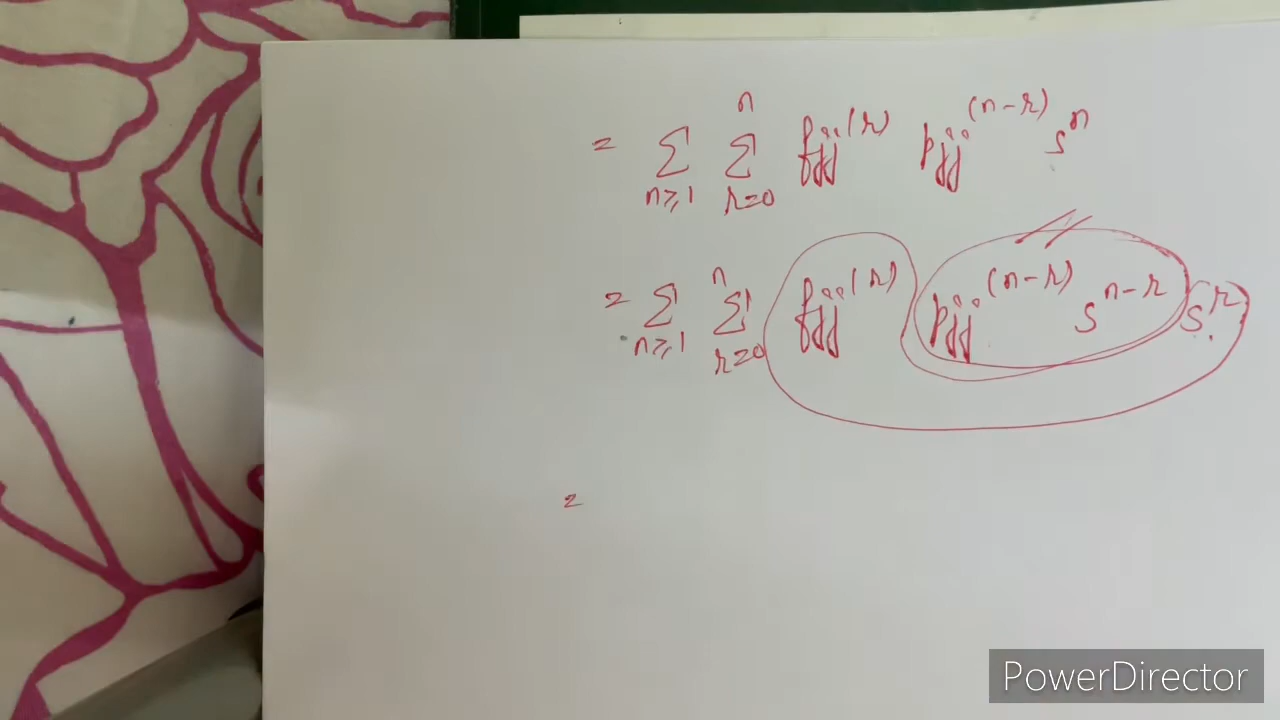 = Σ_{n≥1} Σ_{r=0}^{n} f_{jj}^{(r)} p_{jj}^{(n-r)} s^n
= Σ_{n≥1} Σ_{r=0}^{n} f_{jj}^{(r)} p_{jj}^{(n-r)} s^{n-r} s^r
=
PowerDirector